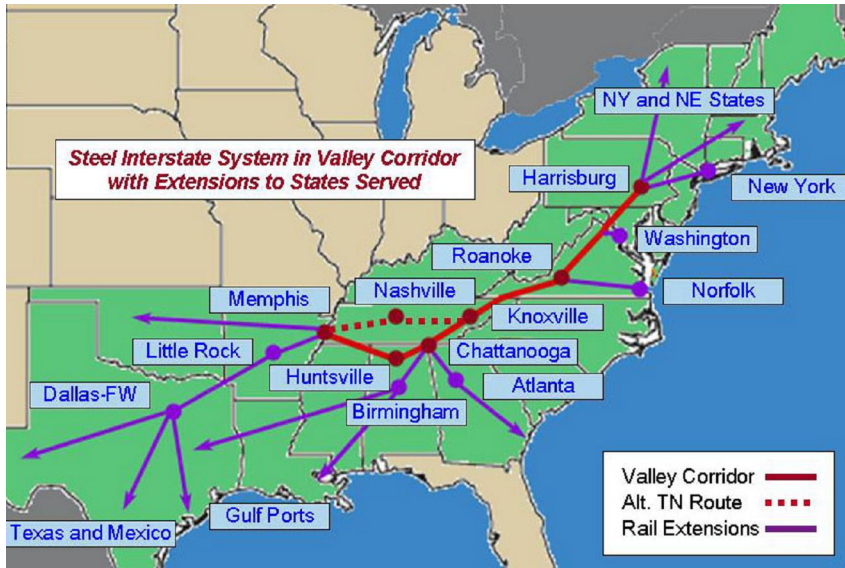 NY and NE States
Steel Interstate System in Valley Corridor
with Extensions to States Served
Harrisburg
New York
Roanoke
Washington
Memphis
Nashville
Norfolk
Knoxville
Little Rock
Chattanooga
Huntsville
Dallas-FW
Atlanta
Birmingham
Valley Corridor
Alt. TN Route
Gulf Ports
Texas and Mexico
Rail Extensions